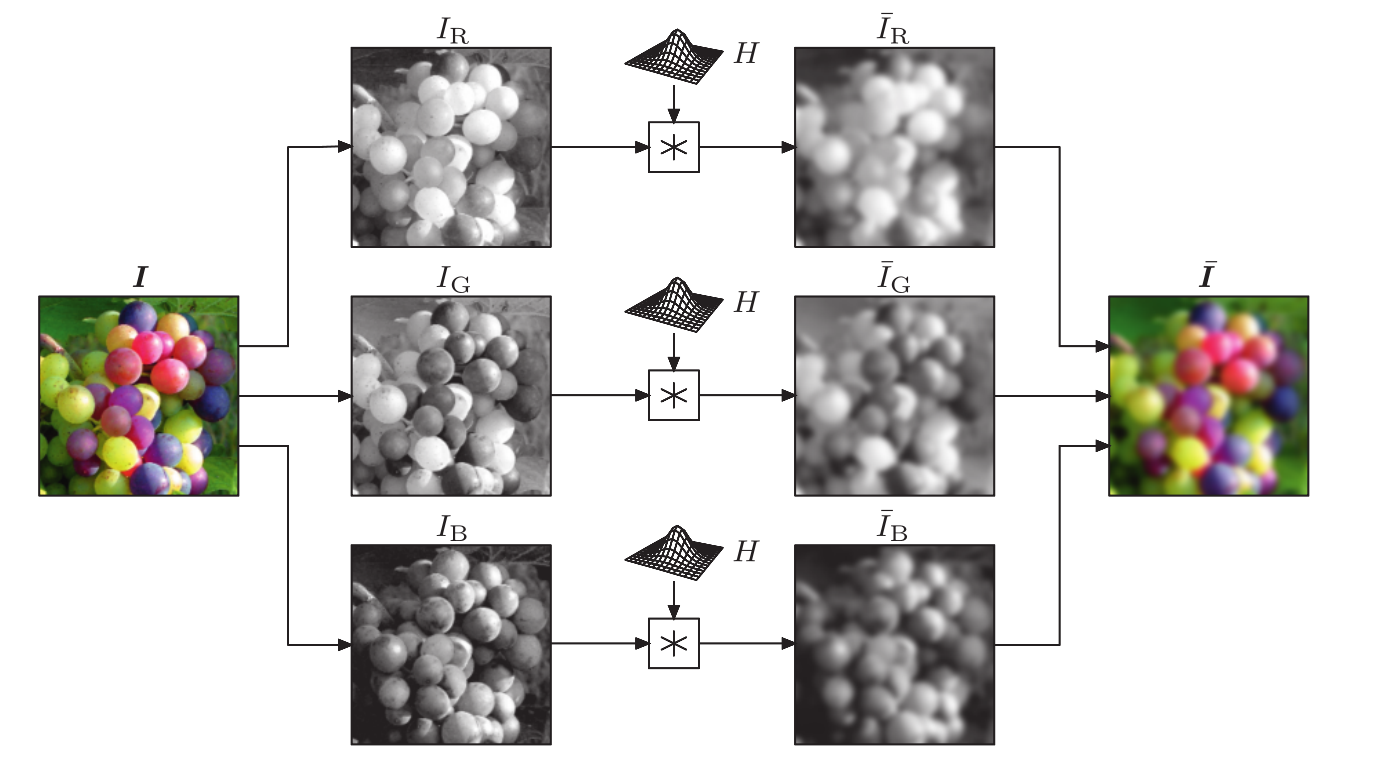 I_R
H
Ī_R
I
I_G
H
Ī_G
Ī
I_B
H
Ī_B